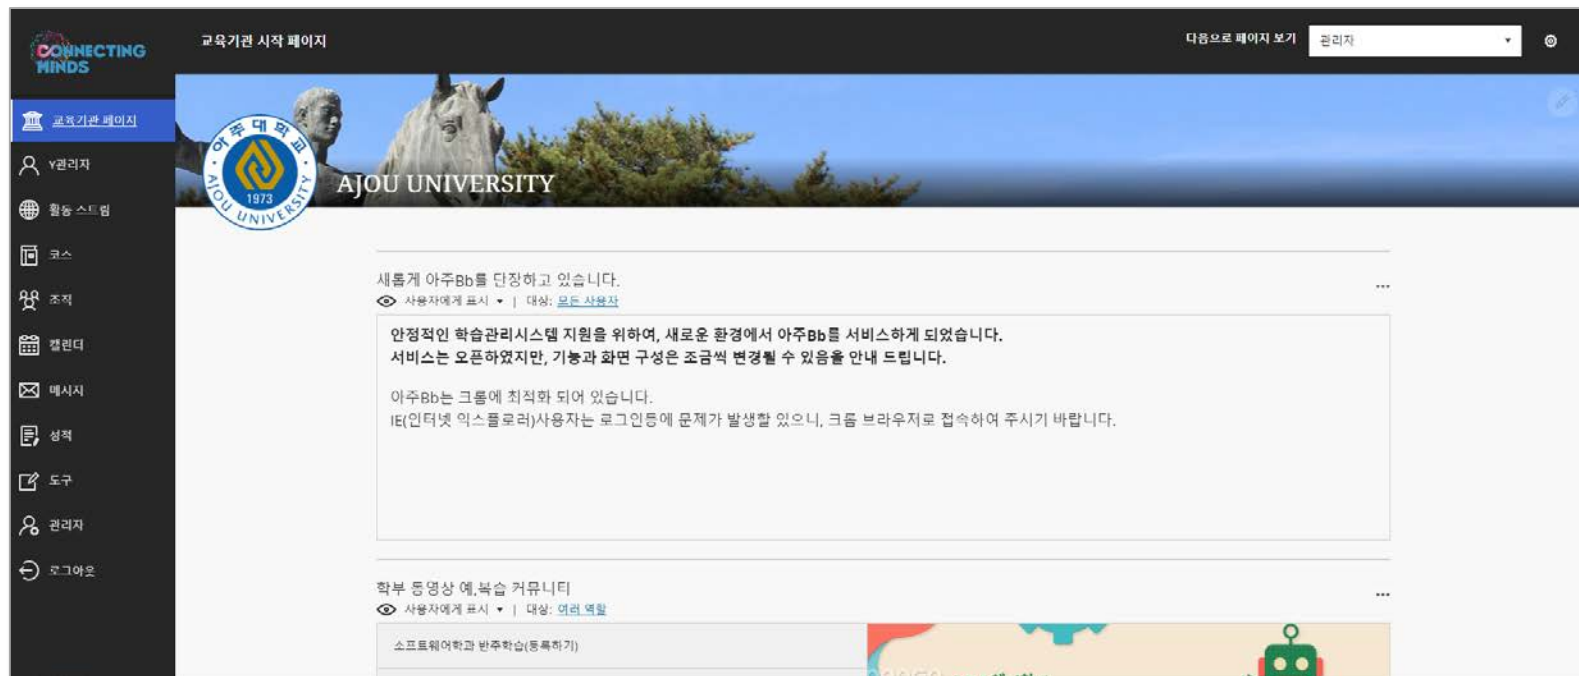 CONNECTING
MINDS
교육기관 시작 페이지
다음으로 페이지 보기
관리자
교육기관 페이지
Y관리자
활동 스트림
코스
조직
캘린더
메시지
성적
도구
관리자
로그아웃
아주대학교
1973
AJOU UNIVERSITY
AJOU UNIVERSITY
새롭게 아주Bb를 단장하고 있습니다.
사용자에게 표시 | 대상: 모든 사용자
안정적인 학습관리시스템 지원을 위하여, 새로운 환경에서 아주Bb를 서비스하게 되었습니다.
서비스는 오픈하였지만, 기능과 화면 구성은 조금씩 변경될 수 있음을 안내 드립니다.
아주Bb는 크롬에 최적화 되어 있습니다.
IE(인터넷 익스플로러)사용자는 로그인등에 문제가 발생할 있으니, 크롬 브라우저로 접속하여 주시기 바랍니다.
학부 동영상 예,복습 커뮤니티
사용자에게 표시 | 대상: 여러 역할
소프트웨어학과 반주학습(등록하기)